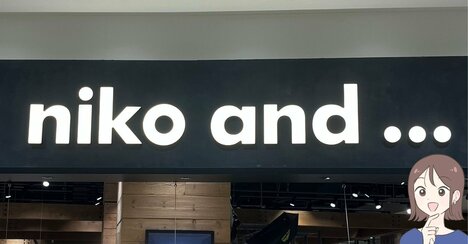 niko and ...